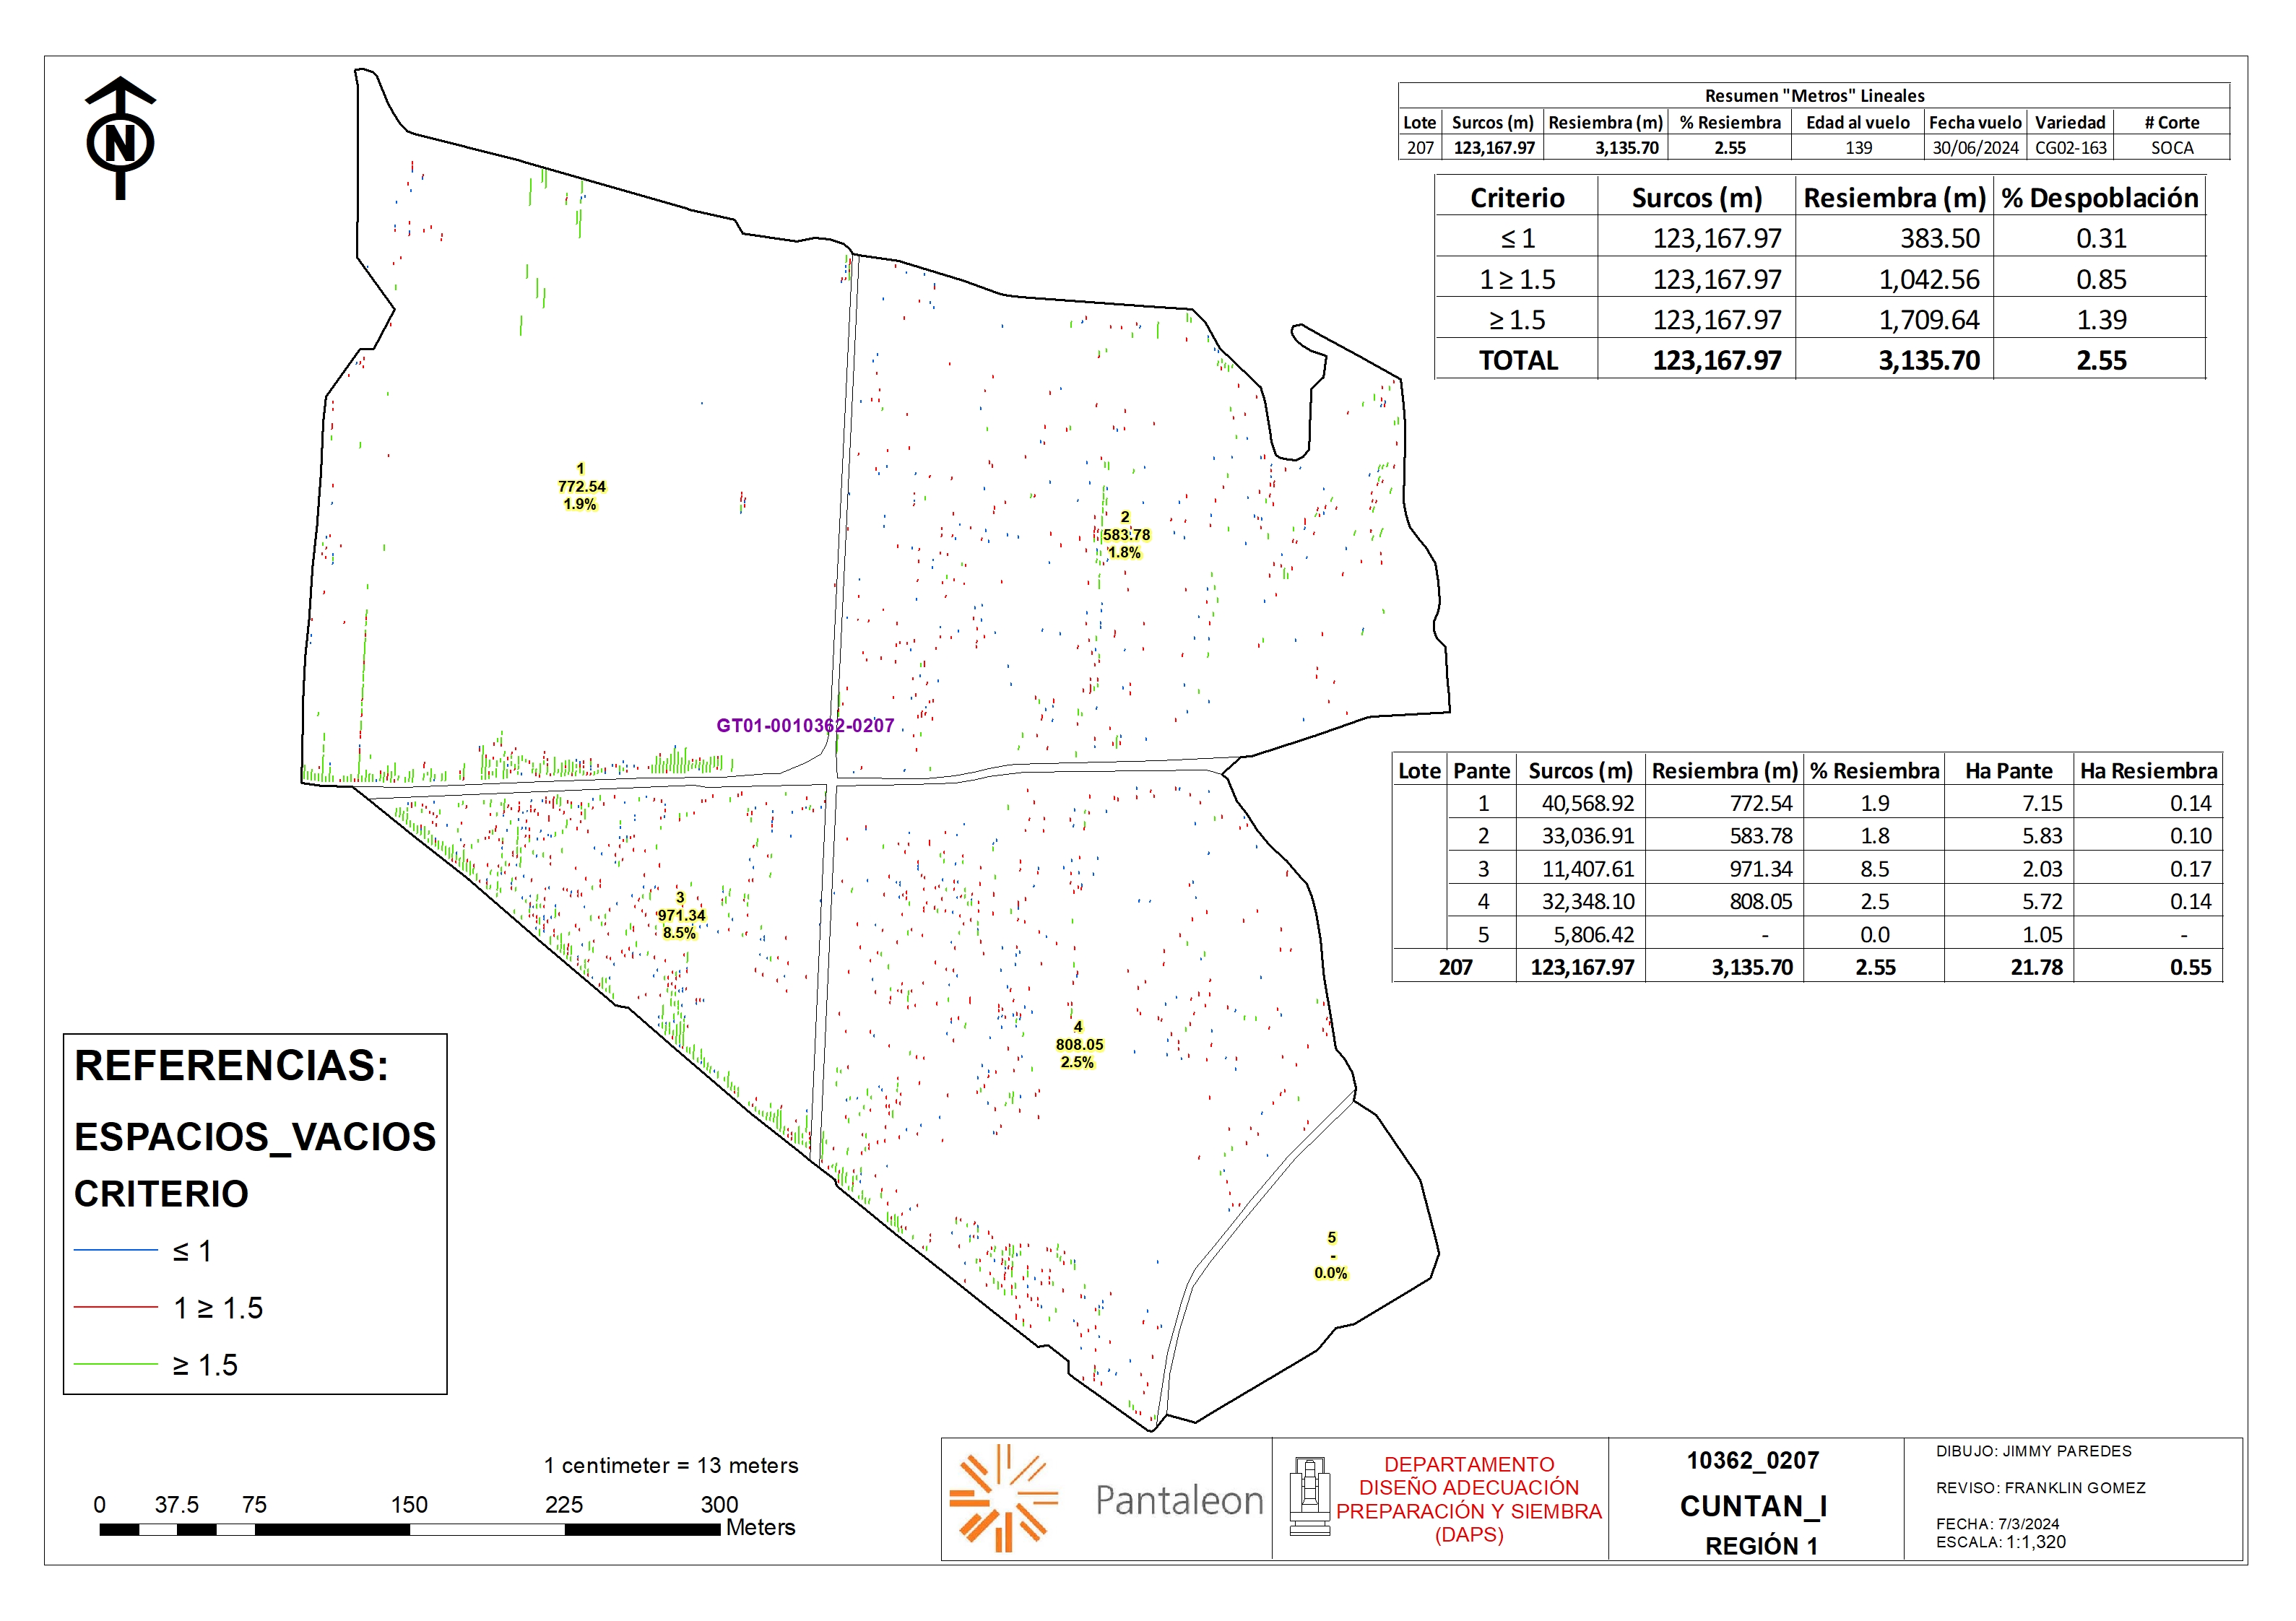 N
Resumen "Metros" Lineales
Lote Surcos (m) Resiembra (m) % Resiembra Edad al vuelo Fecha vuelo Variedad # Corte
207 123,167.97 3,135.70 2.55 139 30/06/2024 CG02-163 SOCA
Criterio Surcos (m) Resiembra (m) % Despoblación
≤ 1 123,167.97 383.50 0.31
1 ≥ 1.5 123,167.97 1,042.56 0.85
≥ 1.5 123,167.97 1,709.64 1.39
TOTAL 123,167.97 3,135.70 2.55
1
772.54
1.9%
2
583.78
1.8%
GT01-0010362-0207
Lote Pante Surcos (m) Resiembra (m) % Resiembra Ha Pante Ha Resiembra
1 40,568.92 772.54 1.9 7.15 0.14
2 33,036.91 583.78 1.8 5.83 0.10
3 11,407.61 971.34 8.5 2.03 0.17
4 32,348.10 808.05 2.5 5.72 0.14
5 5,806.42 - 0.0 1.05 -
207 123,167.97 3,135.70 2.55 21.78 0.55
3
971.34
8.5%
4
808.05
2.5%
5
-
0.0%
REFERENCIAS:
ESPACIOS_VACIOS
CRITERIO
≤ 1
1 ≥ 1.5
≥ 1.5
1 centimeter = 13 meters
0 37.5 75 150 225 300
Meters
Pantaleon
DEPARTAMENTO
DISEÑO ADECUACIÓN
PREPARACIÓN Y SIEMBRA
(DAPS)
10362_0207
CUNTAN_I
REGIÓN 1
DIBUJO: JIMMY PAREDES
REVISO: FRANKLIN GOMEZ
FECHA: 7/3/2024
ESCALA: 1:1,320